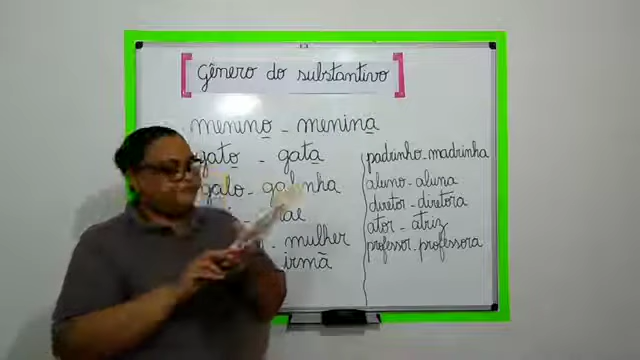 Gênero do substantivo
menino - menina
gato - gata
galo - galinha
- mulher
irmã
padrinho - madrinha
aluno - aluna
diretor - diretora
ator - atriz
professor - professora